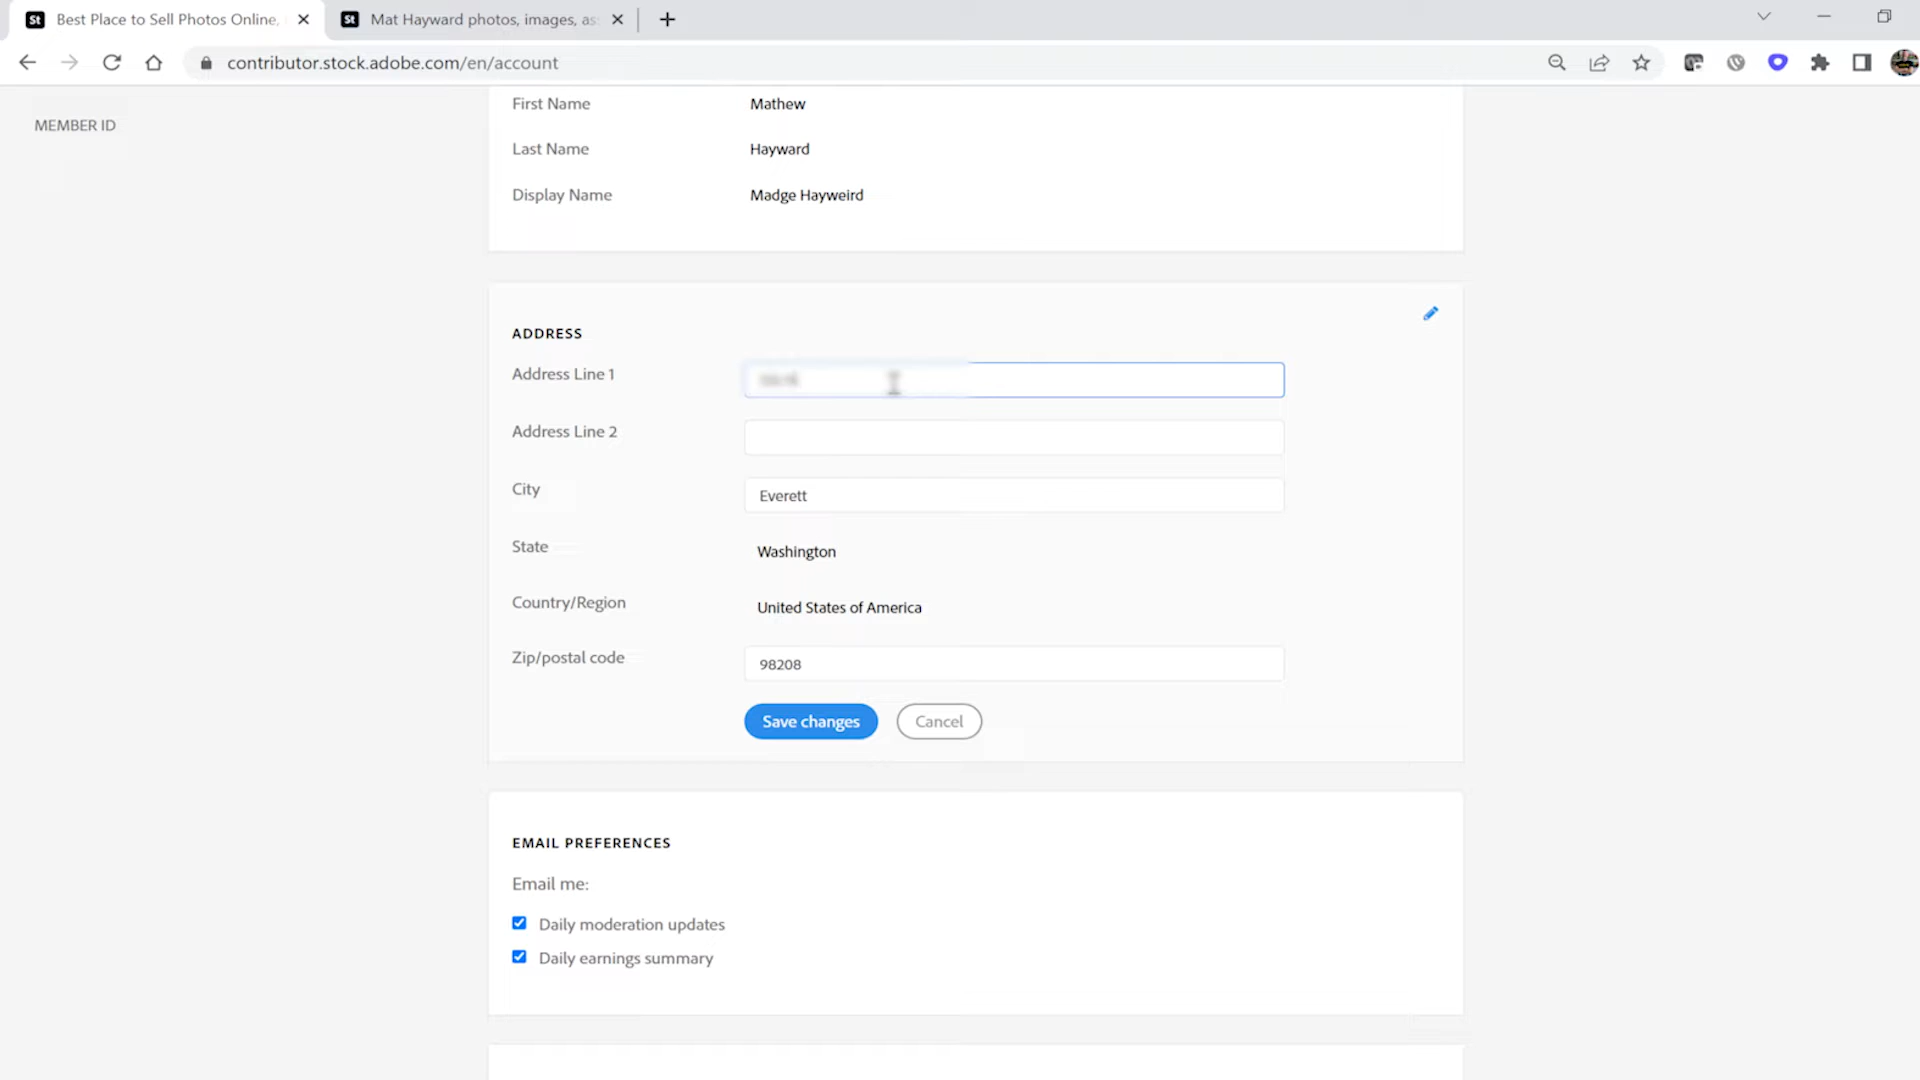 Best Place to Sell Photos Online,
Mat Hayward photos, images, as
contributor.stock.adobe.com/en/account
MEMBER ID
First Name Mathew
Last Name Hayward
Display Name Madge Hayweird
ADDRESS
Address Line 1
Address Line 2
City Everett
State Washington
Country/Region United States of America
Zip/postal code 98208
Save changes Cancel
EMAIL PREFERENCES
Email me:
Daily moderation updates
Daily earnings summary